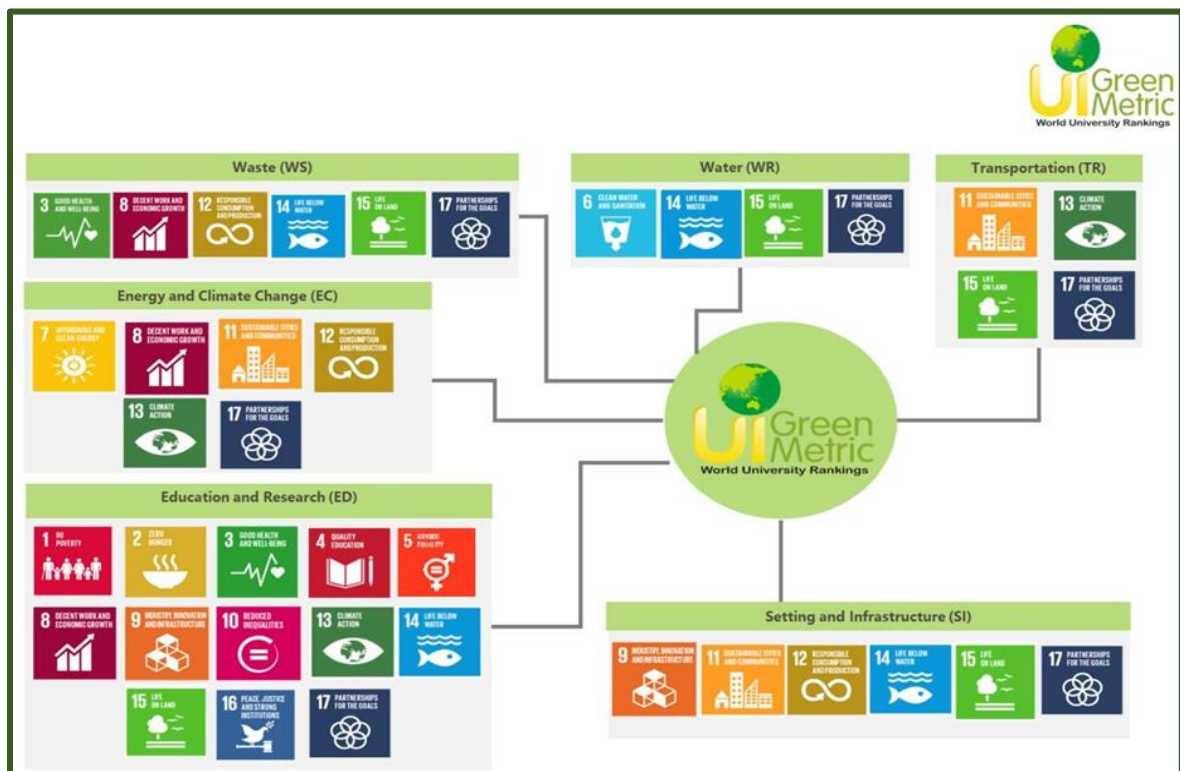 UI Green
Metric
World University Rankings
Waste (WS)
3 GOOD HEALTH
AND WELL-BEING
8 DECENT WORK AND
ECONOMIC GROWTH
12 RESPONSIBLE
CONSUMPTION
AND PRODUCTION
14 LIFE BELOW
WATER
15 LIFE
ON LAND
17 PARTNERSHIPS
FOR THE GOALS
Water (WR)
6 CLEAN WATER
AND SANITATION
14 LIFE BELOW
WATER
15 LIFE
ON LAND
17 PARTNERSHIPS
FOR THE GOALS
Transportation (TR)
11 SUSTAINABLE CITIES
AND COMMUNITIES
13 CLIMATE
ACTION
15 LIFE
ON LAND
17 PARTNERSHIPS
FOR THE GOALS
Energy and Climate Change (EC)
7 AFFORDABLE AND
CLEAN ENERGY
8 DECENT WORK AND
ECONOMIC GROWTH
11 SUSTAINABLE CITIES
AND COMMUNITIES
12 RESPONSIBLE
CONSUMPTION
AND PRODUCTION
13 CLIMATE
ACTION
17 PARTNERSHIPS
FOR THE GOALS
UI Green
Metric
World University Rankings
Education and Research (ED)
1 NO
POVERTY
2 ZERO
HUNGER
3 GOOD HEALTH
AND WELL-BEING
4 QUALITY
EDUCATION
5 GENDER
EQUALITY
8 DECENT WORK AND
ECONOMIC GROWTH
9 INDUSTRY, INNOVATION
AND INFRASTRUCTURE
10 REDUCED
INEQUALITIES
13 CLIMATE
ACTION
14 LIFE BELOW
WATER
15 LIFE
ON LAND
16 PEACE, JUSTICE
AND STRONG
INSTITUTIONS
17 PARTNERSHIPS
FOR THE GOALS
Setting and Infrastructure (SI)
9 INDUSTRY, INNOVATION
AND INFRASTRUCTURE
11 SUSTAINABLE CITIES
AND COMMUNITIES
12 RESPONSIBLE
CONSUMPTION
AND PRODUCTION
14 LIFE BELOW
WATER
15 LIFE
ON LAND
17 PARTNERSHIPS
FOR THE GOALS